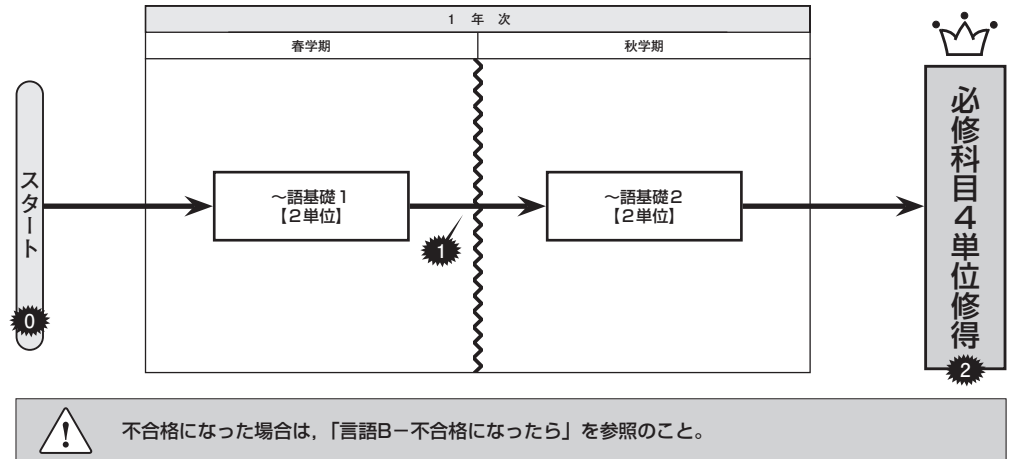 1 年 次
春学期
秋学期
スタート
0
～語基礎１
【２単位】
1
～語基礎２
【２単位】
必修科目４単位修得
2
!
不合格になった場合は，「言語B－不合格になったら」を参照のこと。